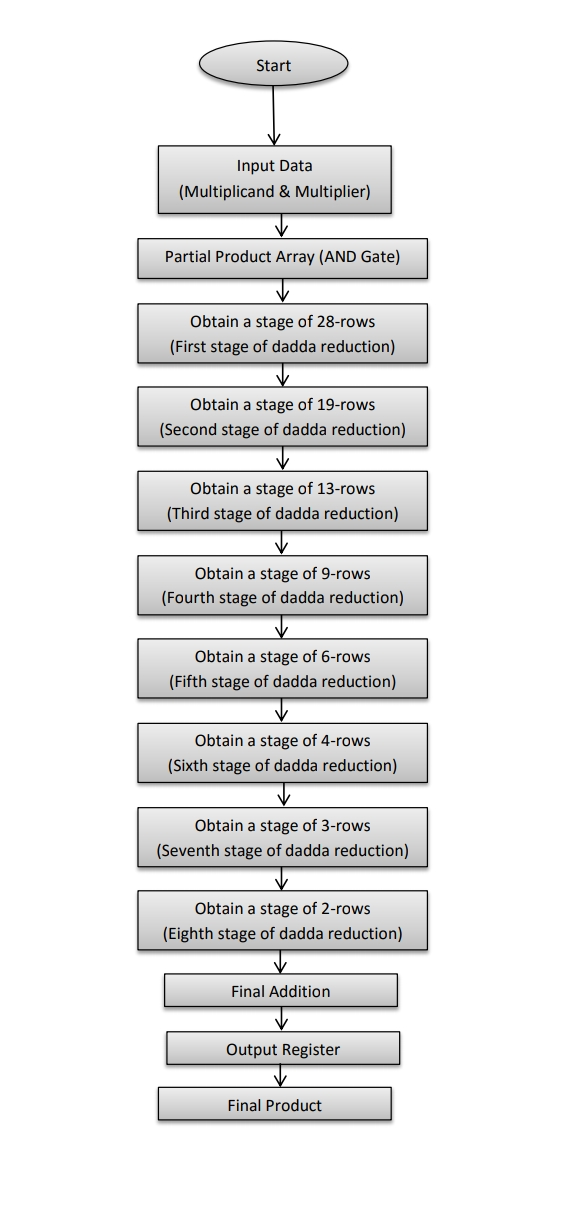 Start
Input Data
(Multiplicand & Multiplier)
Partial Product Array (AND Gate)
Obtain a stage of 28-rows
(First stage of dadda reduction)
Obtain a stage of 19-rows
(Second stage of dadda reduction)
Obtain a stage of 13-rows
(Third stage of dadda reduction)
Obtain a stage of 9-rows
(Fourth stage of dadda reduction)
Obtain a stage of 6-rows
(Fifth stage of dadda reduction)
Obtain a stage of 4-rows
(Sixth stage of dadda reduction)
Obtain a stage of 3-rows
(Seventh stage of dadda reduction)
Obtain a stage of 2-rows
(Eighth stage of dadda reduction)
Final Addition
Output Register
Final Product